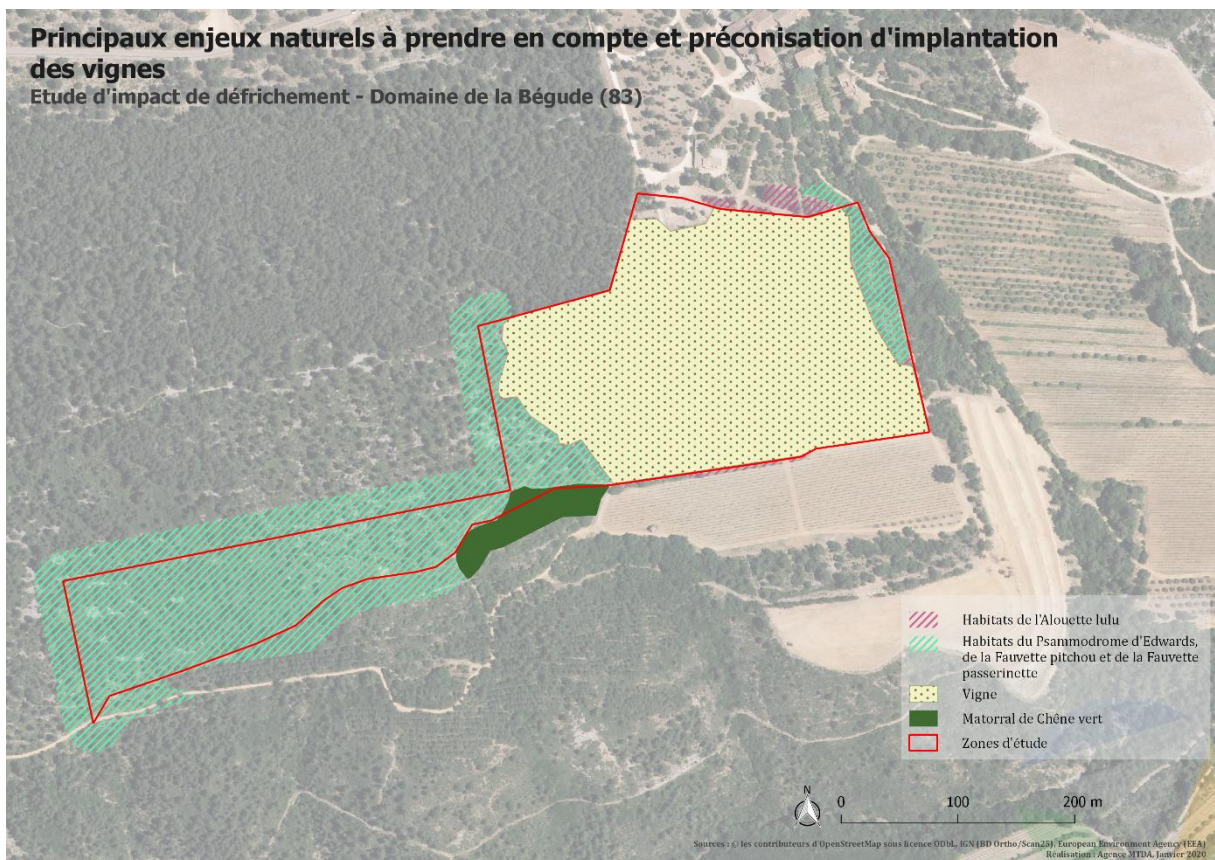 Principaux enjeux naturels à prendre en compte et préconisation d'implantation
des vignes
Etude d'impact de défrichement - Domaine de la Bégude (83)
Habitats de l'Alouette lulu
Habitats du Psammodrome d'Edwards,
de la Fauvette pitchou et de la Fauvette
passerinette
Vigne
Matorral de Chêne vert
Zones d'étude
N
0 100 200 m
Sources : © les contributeurs d'OpenStreetMap sous licence ODbL, IGN (BD Ortho/Scan25), European Environment Agency (EEA)
Réalisation : Agence MTDA, Janvier 2020